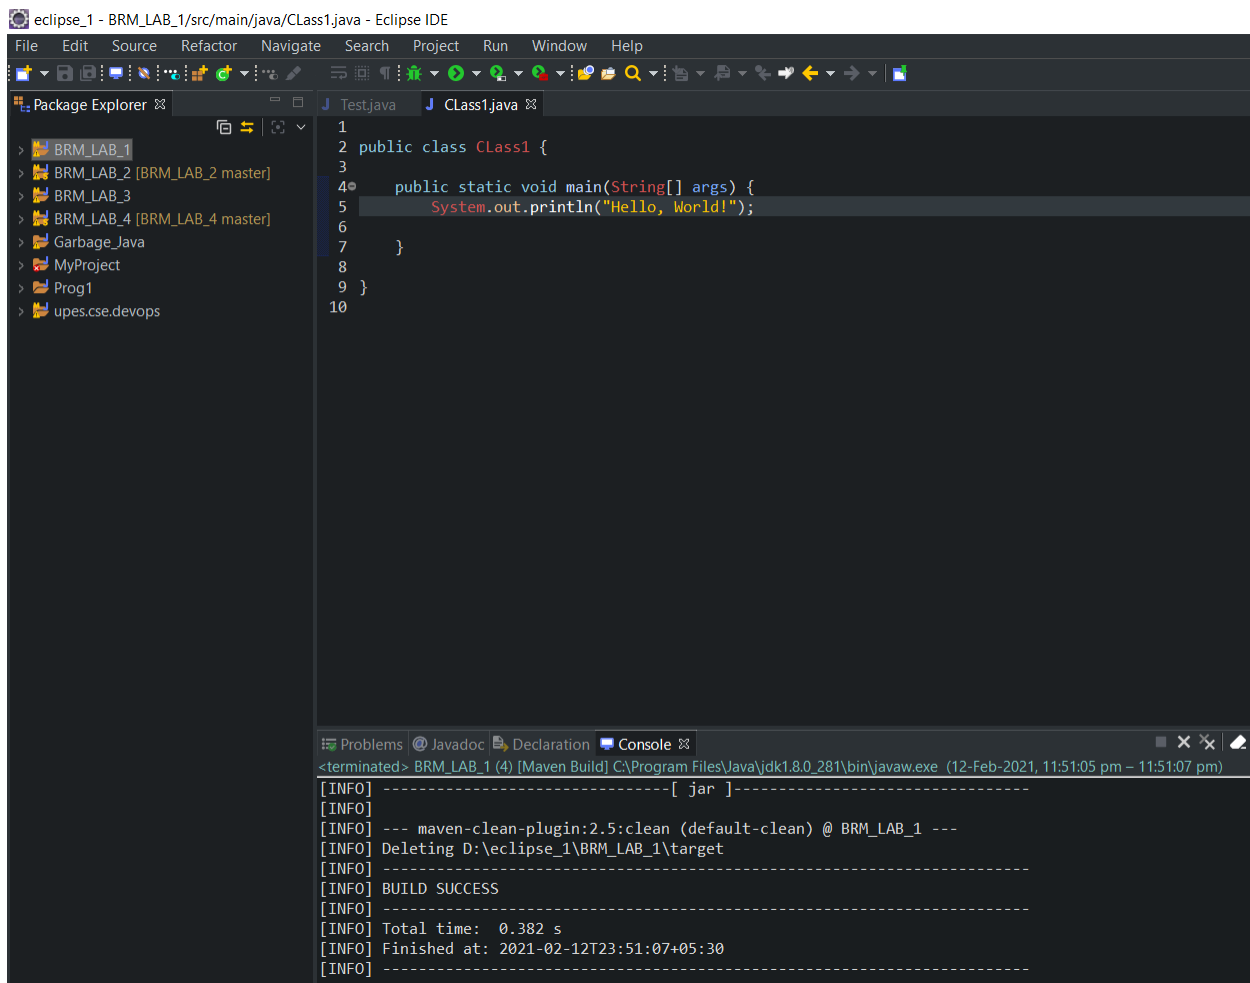 eclipse_1 - BRM_LAB_1/src/main/java/CLass1.java - Eclipse IDE
File Edit Source Refactor Navigate Search Project Run Window Help
Package Explorer
BRM_LAB_1
BRM_LAB_2 [BRM_LAB_2 master]
BRM_LAB_3
BRM_LAB_4 [BRM_LAB_4 master]
Garbage_Java
MyProject
Prog1
upes.cse.devops
Test.java CLass1.java
1
2 public class CLass1 {
3
4 public static void main(String[] args) {
5 System.out.println("Hello, World!");
6
7 }
8
9 }
10
Problems @ Javadoc Declaration Console
<terminated> BRM_LAB_1 (4) [Maven Build] C:\Program Files\Java\jdk1.8.0_281\bin\javaw.exe (12-Feb-2021, 11:51:05 pm – 11:51:07 pm)
[INFO] --------------------------------[ jar ]---------------------------------
[INFO]
[INFO] --- maven-clean-plugin:2.5:clean (default-clean) @ BRM_LAB_1 ---
[INFO] Deleting D:\eclipse_1\BRM_LAB_1\target
[INFO] ------------------------------------------------------------------------
[INFO] BUILD SUCCESS
[INFO] ------------------------------------------------------------------------
[INFO] Total time:  0.382 s
[INFO] Finished at: 2021-02-12T23:51:07+05:30
[INFO] ------------------------------------------------------------------------